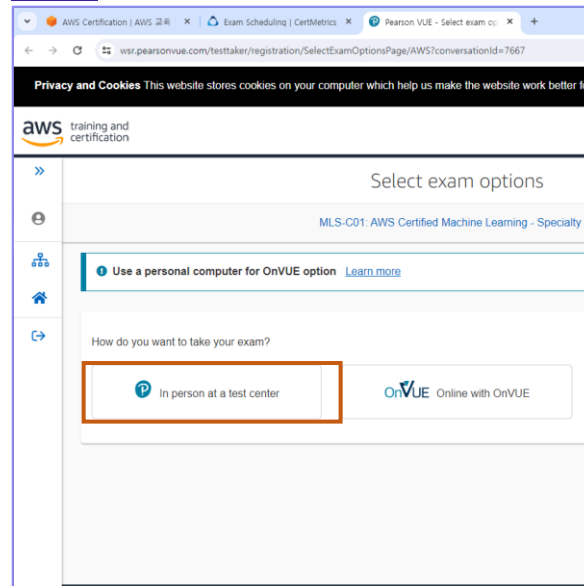 AWS Certification | AWS 교육
Exam Scheduling | CertMetrics
Pearson VUE - Select exam op
wsr.pearsonvue.com/testtaker/registration/SelectExamOptionsPage/AWS?conversationId=7667
Privacy and Cookies This website stores cookies on your computer which help us make the website work better f
aws training and
certification
Select exam options
MLS-C01: AWS Certified Machine Learning - Specialty
Use a personal computer for OnVUE option Learn more
How do you want to take your exam?
In person at a test center
OnVUE Online with OnVUE